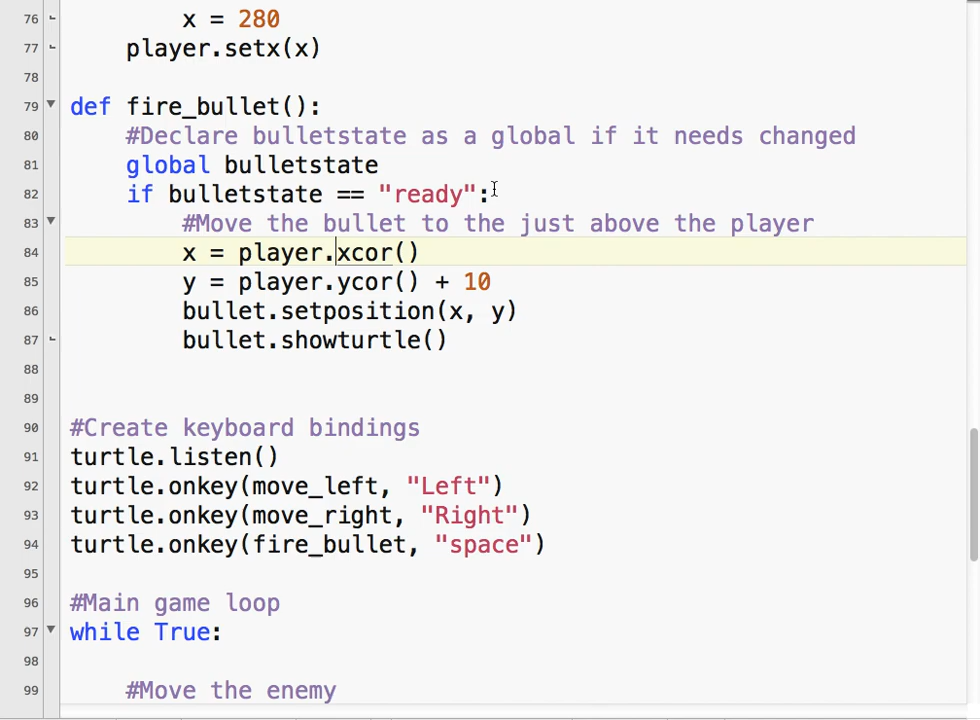 76 x = 280
77 player.setx(x)
78
79 def fire_bullet():
80 #Declare bulletstate as a global if it needs changed
81 global bulletstate
82 if bulletstate == "ready":
83 #Move the bullet to the just above the player
84 x = player.xcor()
85 y = player.ycor() + 10
86 bullet.setposition(x, y)
87 bullet.showturtle()
88
89
90 #Create keyboard bindings
91 turtle.listen()
92 turtle.onkey(move_left, "Left")
93 turtle.onkey(move_right, "Right")
94 turtle.onkey(fire_bullet, "space")
95
96 #Main game loop
97 while True:
98
99 #Move the enemy